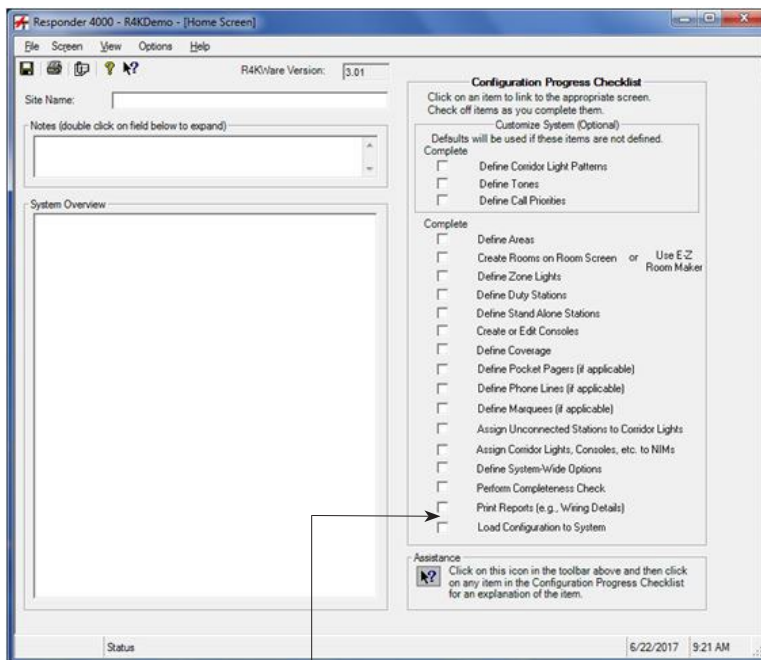 Responder 4000 - R4KDemo - [Home Screen]
File Screen View Options Help
R4KWare Version: 3.01
Site Name:
Notes (double click on field below to expand)
System Overview
Configuration Progress Checklist
Click on an item to link to the appropriate screen.
Check off items as you complete them.
Customize System (Optional)
Defaults will be used if these items are not defined.
Complete
Define Corridor Light Patterns
Define Tones
Define Call Priorities
Complete
Define Areas
Create Rooms on Room Screen or Use E-Z
Room Maker
Define Zone Lights
Define Duty Stations
Define Stand Alone Stations
Create or Edit Consoles
Define Coverage
Define Pocket Pagers (if applicable)
Define Phone Lines (if applicable)
Define Marquees (if applicable)
Assign Unconnected Stations to Corridor Lights
Assign Corridor Lights, Consoles, etc. to NIMs
Define System-Wide Options
Perform Completeness Check
Print Reports (e.g., Wiring Details)
Load Configuration to System
Assistance
Click on this icon in the toolbar above and then click
on any item in the Configuration Progress Checklist
for an explanation of the item.
Status 6/22/2017 9:21 AM